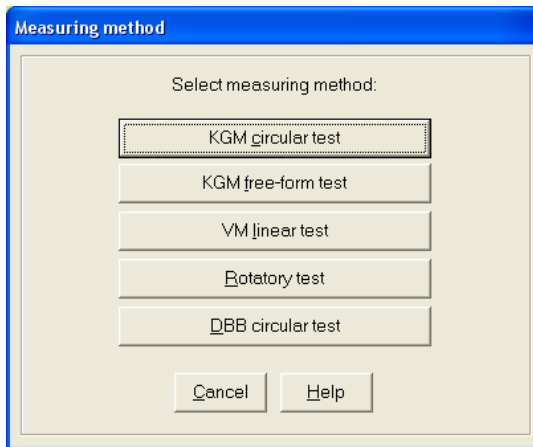 Measuring method
Select measuring method:
KGM circular test
KGM free-form test
VM linear test
Rotatory test
DBB circular test
Cancel Help